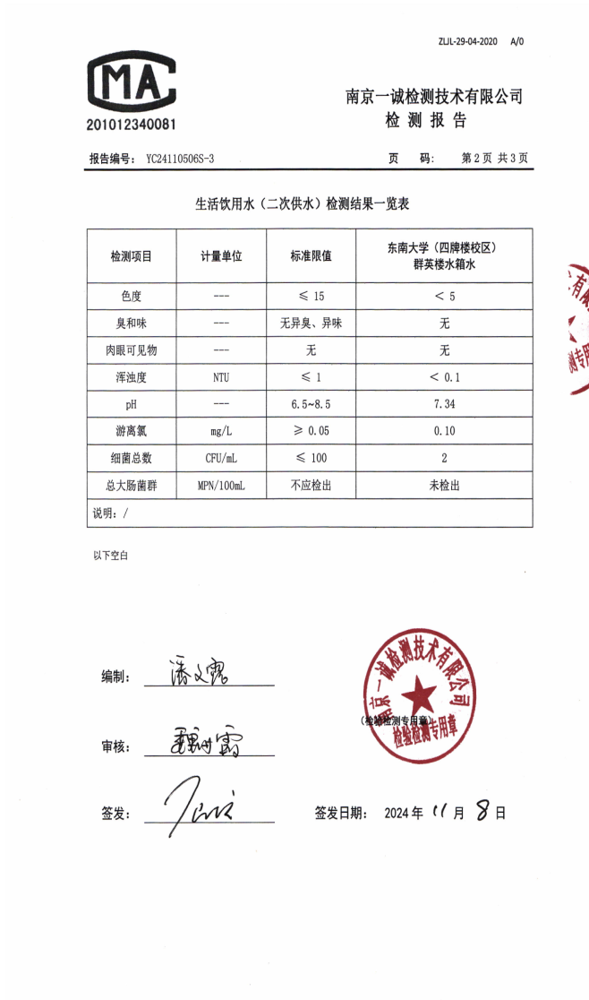 ZLJL-29-04-2020 A/0
CMA
201012340081
南京一诚检测技术有限公司
检测报告
报告编号： YC24110506S-3 页 码： 第 2 页 共 3 页
生活饮用水（二次供水）检测结果一览表
检测项目 计量单位 标准限值 东南大学（四牌楼校区）
群英楼水箱水
色度 --- ≤ 15 < 5
臭和味 --- 无异臭、异味 无
肉眼可见物 --- 无 无
浑浊度 NTU ≤ 1 < 0.1
pH --- 6.5~8.5 7.34
游离氯 mg/L ≥ 0.05 0.10
细菌总数 CFU/mL ≤ 100 2
总大肠菌群 MPN/100mL 不应检出 未检出
说明：/
以下空白
南京一诚检测技术有限公司
编制：
（检验检测专用章）
检验检测专用章
审核：
签发： 签发日期： 2024 年 11 月 8 日